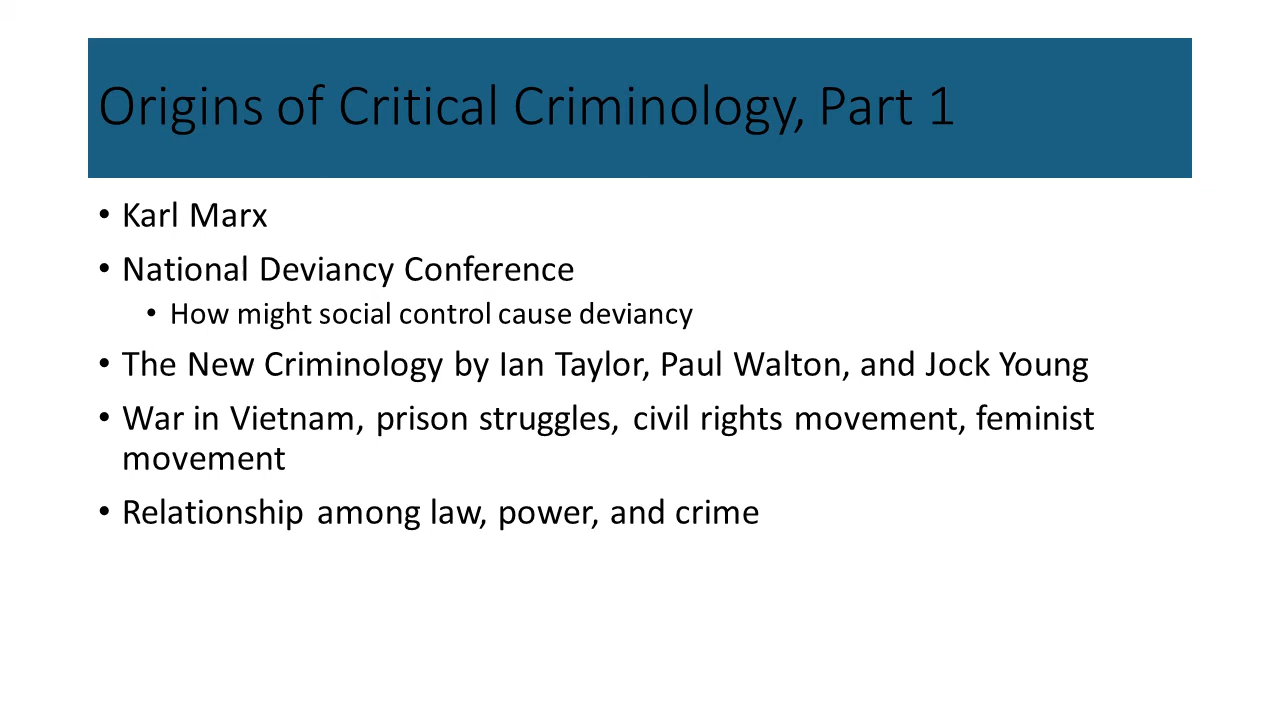 Origins of Critical Criminology, Part 1
• Karl Marx
• National Deviancy Conference
• How might social control cause deviancy
• The New Criminology by Ian Taylor, Paul Walton, and Jock Young
• War in Vietnam, prison struggles, civil rights movement, feminist
movement
• Relationship among law, power, and crime